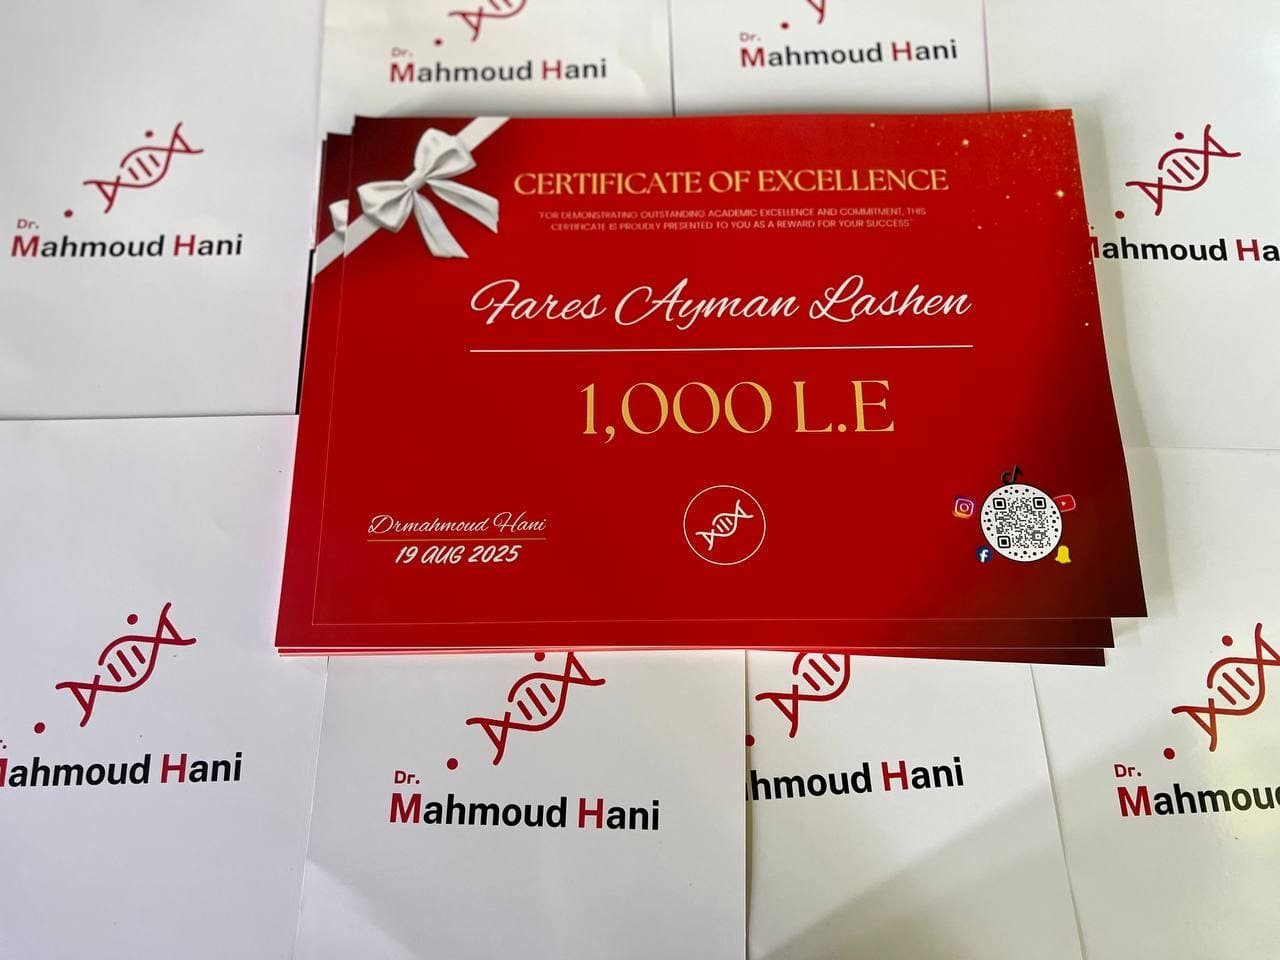 Dr.
Mahmoud Hani
Dr.
Mahmoud Hani
Dr.
Mahmoud Hani
Mahmoud Ha
CERTIFICATE OF EXCELLENCE
"FOR DEMONSTRATING OUTSTANDING ACADEMIC EXCELLENCE AND COMMITMENT, THIS
CERTIFICATE IS PROUDLY PRESENTED TO YOU AS A REWARD FOR YOUR SUCCESS."
Fares Ayman Lashen
1,000 L.E
Drmahmoud Hani
19 AUG 2025
Mahmoud Hani
Dr.
Mahmoud Hani
hmoud Hani
Dr.
Mahmou